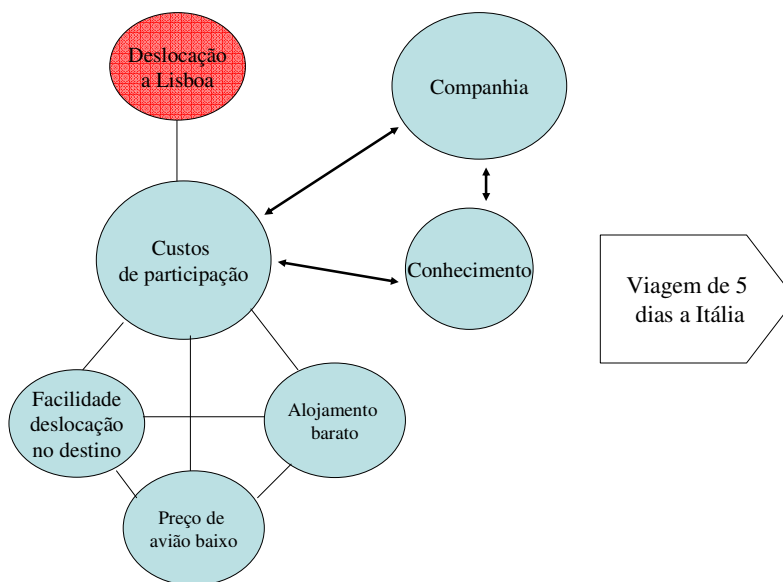 Deslocação
a Lisboa
Companhia
Custos
de participação
Conhecimento
Viagem de 5
dias a Itália
Facilidade
deslocação
no destino
Alojamento
barato
Preço de
avião baixo